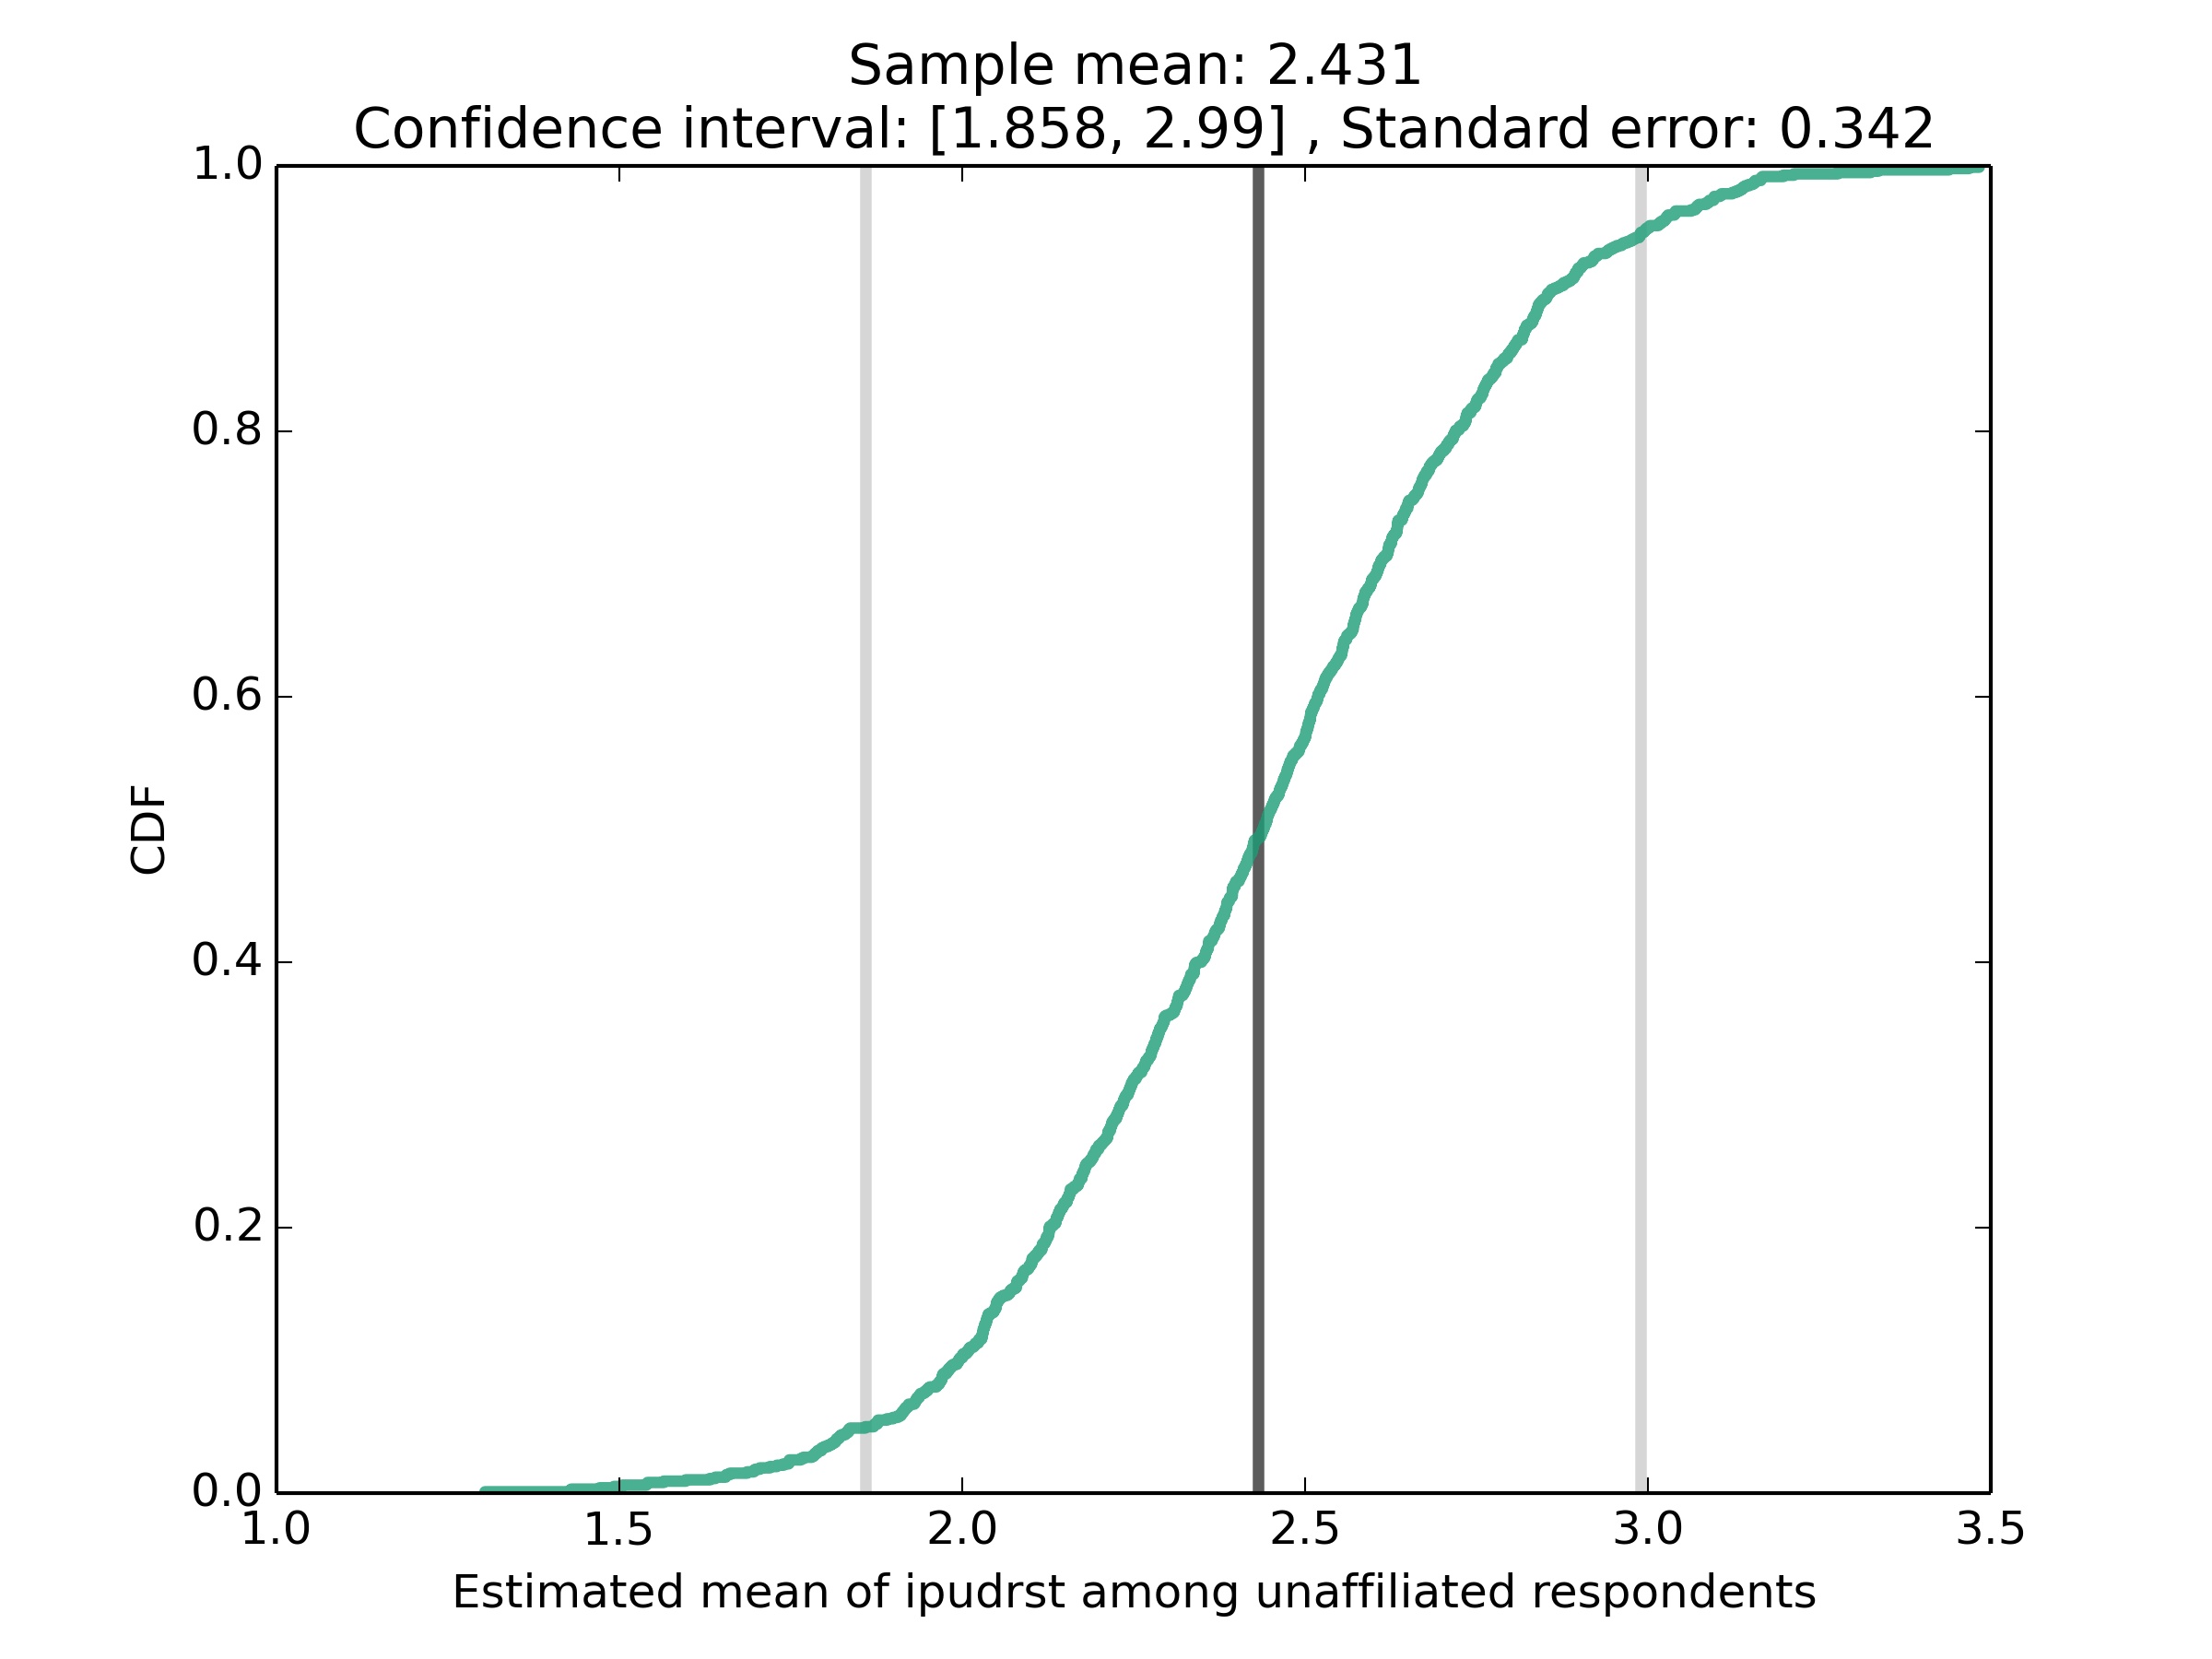 Sample mean: 2.431
Confidence interval: [1.858, 2.99] , Standard error: 0.342
1.0
0.8
0.6
0.4
0.2
0.0
CDF
1.0 1.5 2.0 2.5 3.0 3.5
Estimated mean of ipudrst among unaffiliated respondents